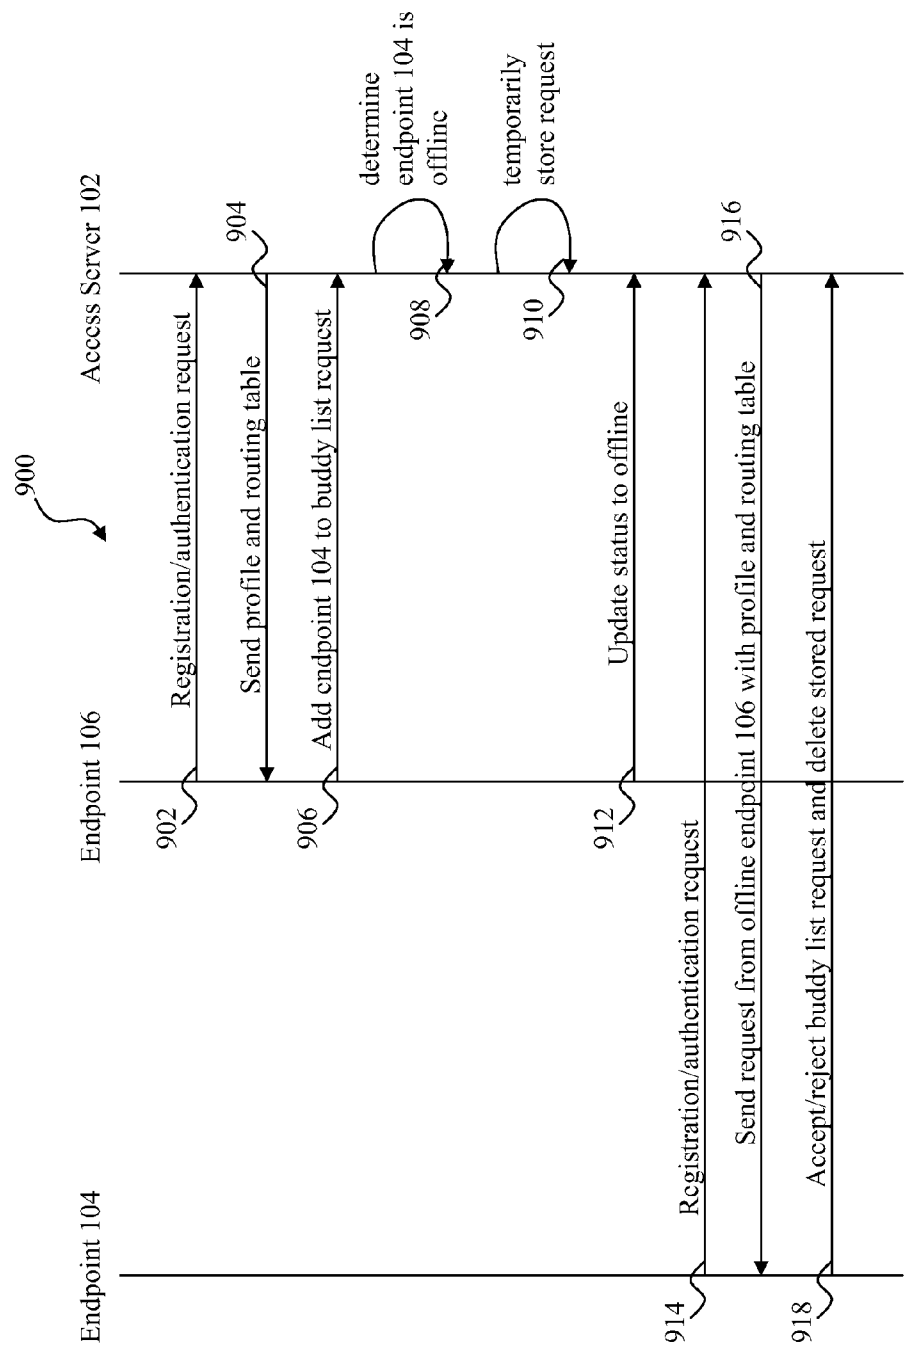 900
Endpoint 104
Endpoint 106
Access Server 102
Registration/authentication request
902
904
Send profile and routing table
Add endpoint 104 to buddy list request
906
determine
endpoint 104 is
offline
908
temporarily
store request
910
Update status to offline
912
Registration/authentication request
914
916
Send request from offline endpoint 106 with profile and routing table
Accept/reject buddy list request and delete stored request
918